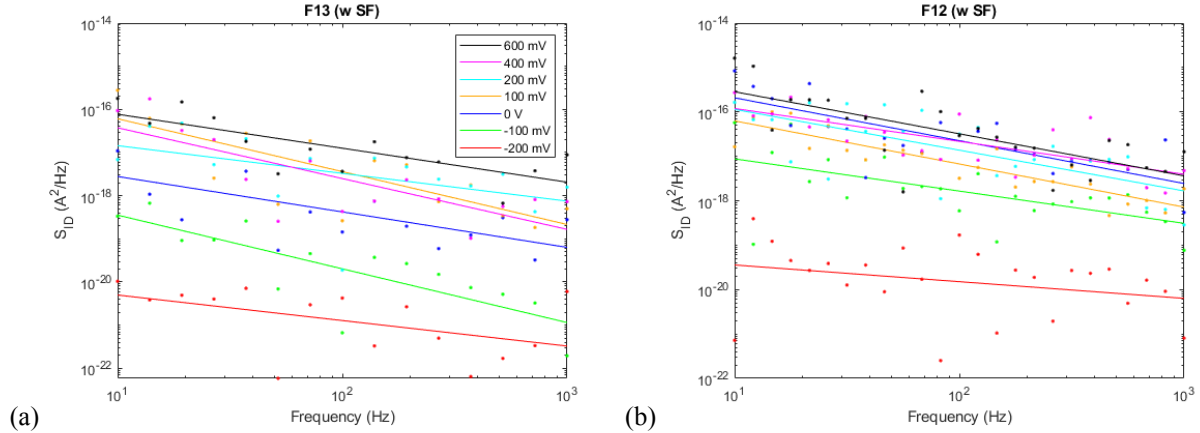 F13 (w SF)
10^-14
10^-16
10^-18
10^-20
10^-22
S_ID (A^2/Hz)
600 mV
400 mV
200 mV
100 mV
0 V
-100 mV
-200 mV
10^1
10^2
10^3
Frequency (Hz)
(a)
F12 (w SF)
10^-14
10^-16
10^-18
10^-20
10^-22
S_ID (A^2/Hz)
10^1
10^2
10^3
Frequency (Hz)
(b)